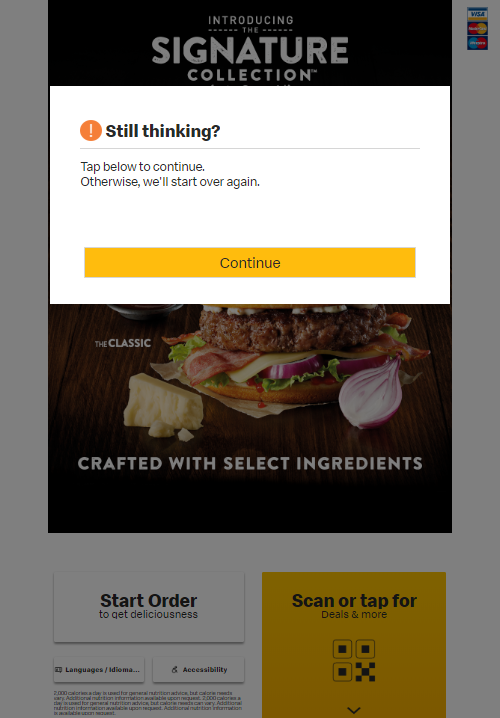 INTRODUCING
THE
SIGNATURE
COLLECTION™
VISA
! Still thinking?
Tap below to continue.
Otherwise, we'll start over again.
Continue
THE CLASSIC
CRAFTED WITH SELECT INGREDIENTS
Start Order
to get deliciousness
Scan or tap for
Deals & more
Languages / Idioma...
Accessibility
2,000 calories a day is used for general nutrition advice, but calorie needs
vary. Additional nutrition information available upon request. 2,000 calories a
day is used for general nutrition advice, but calorie needs can vary. Additional
nutrition information available upon request. Additional nutrition information
is available upon request.